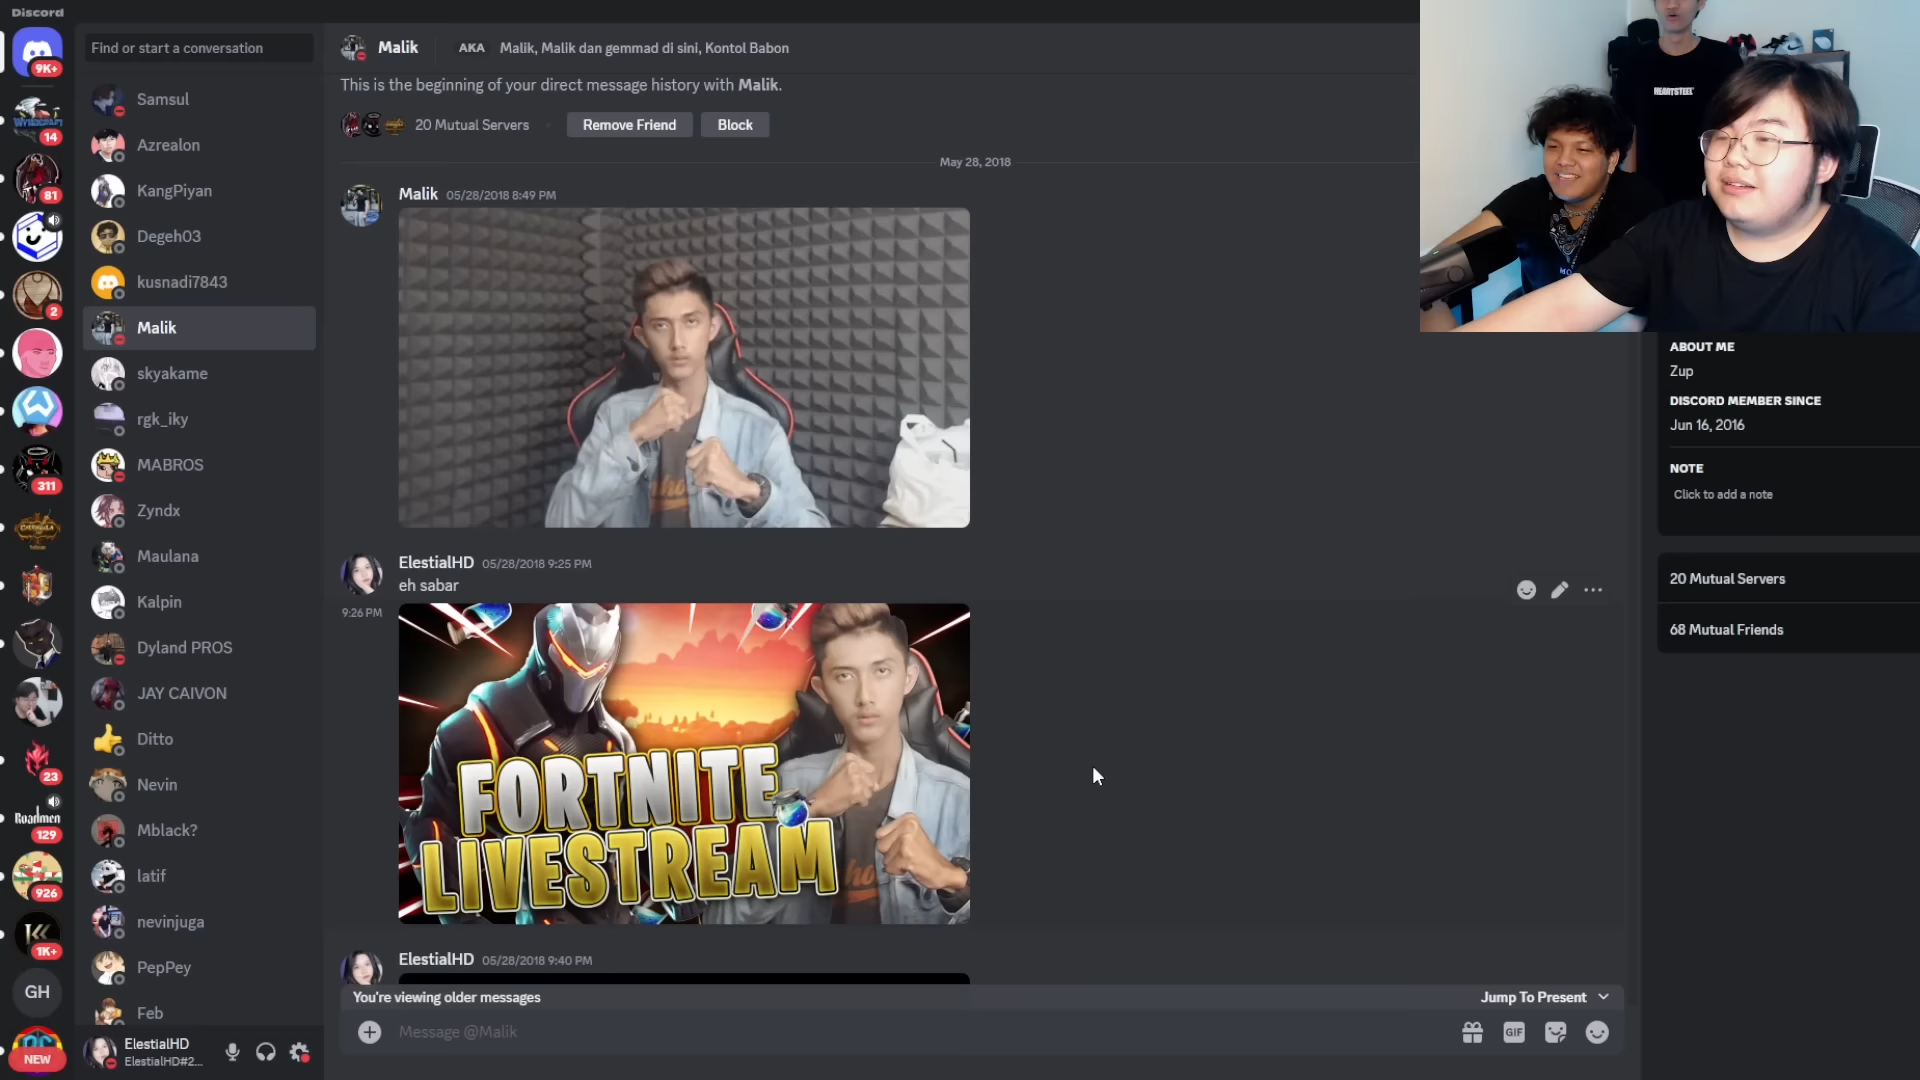 Discord
Find or start a conversation
9K+
14
81
2
311
23
Roadmen
129
926
1K+
GH
NEW
Samsul
Azrealon
KangPiyan
Degeh03
kusnadi7843
Malik
skyakame
rgk_iky
MABROS
Zyndx
Maulana
Kalpin
Dyland PROS
JAY CAIVON
Ditto
Nevin
Mblack?
latif
nevinjuga
PepPey
Feb
ElestialHD
ElestialHD#2...
Malik AKA Malik, Malik dan gemmad di sini, Kontol Babon
This is the beginning of your direct message history with Malik.
20 Mutual Servers Remove Friend Block
May 28, 2018
Malik 05/28/2018 8:49 PM
ElestialHD 05/28/2018 9:25 PM
eh sabar
9:26 PM
FORTNITE
LIVESTREAM
ElestialHD 05/28/2018 9:40 PM
You're viewing older messages Jump To Present
Message @Malik
GIF
HEARTSTEEL
ABOUT ME
Zup
DISCORD MEMBER SINCE
Jun 16, 2016
NOTE
Click to add a note
20 Mutual Servers
68 Mutual Friends